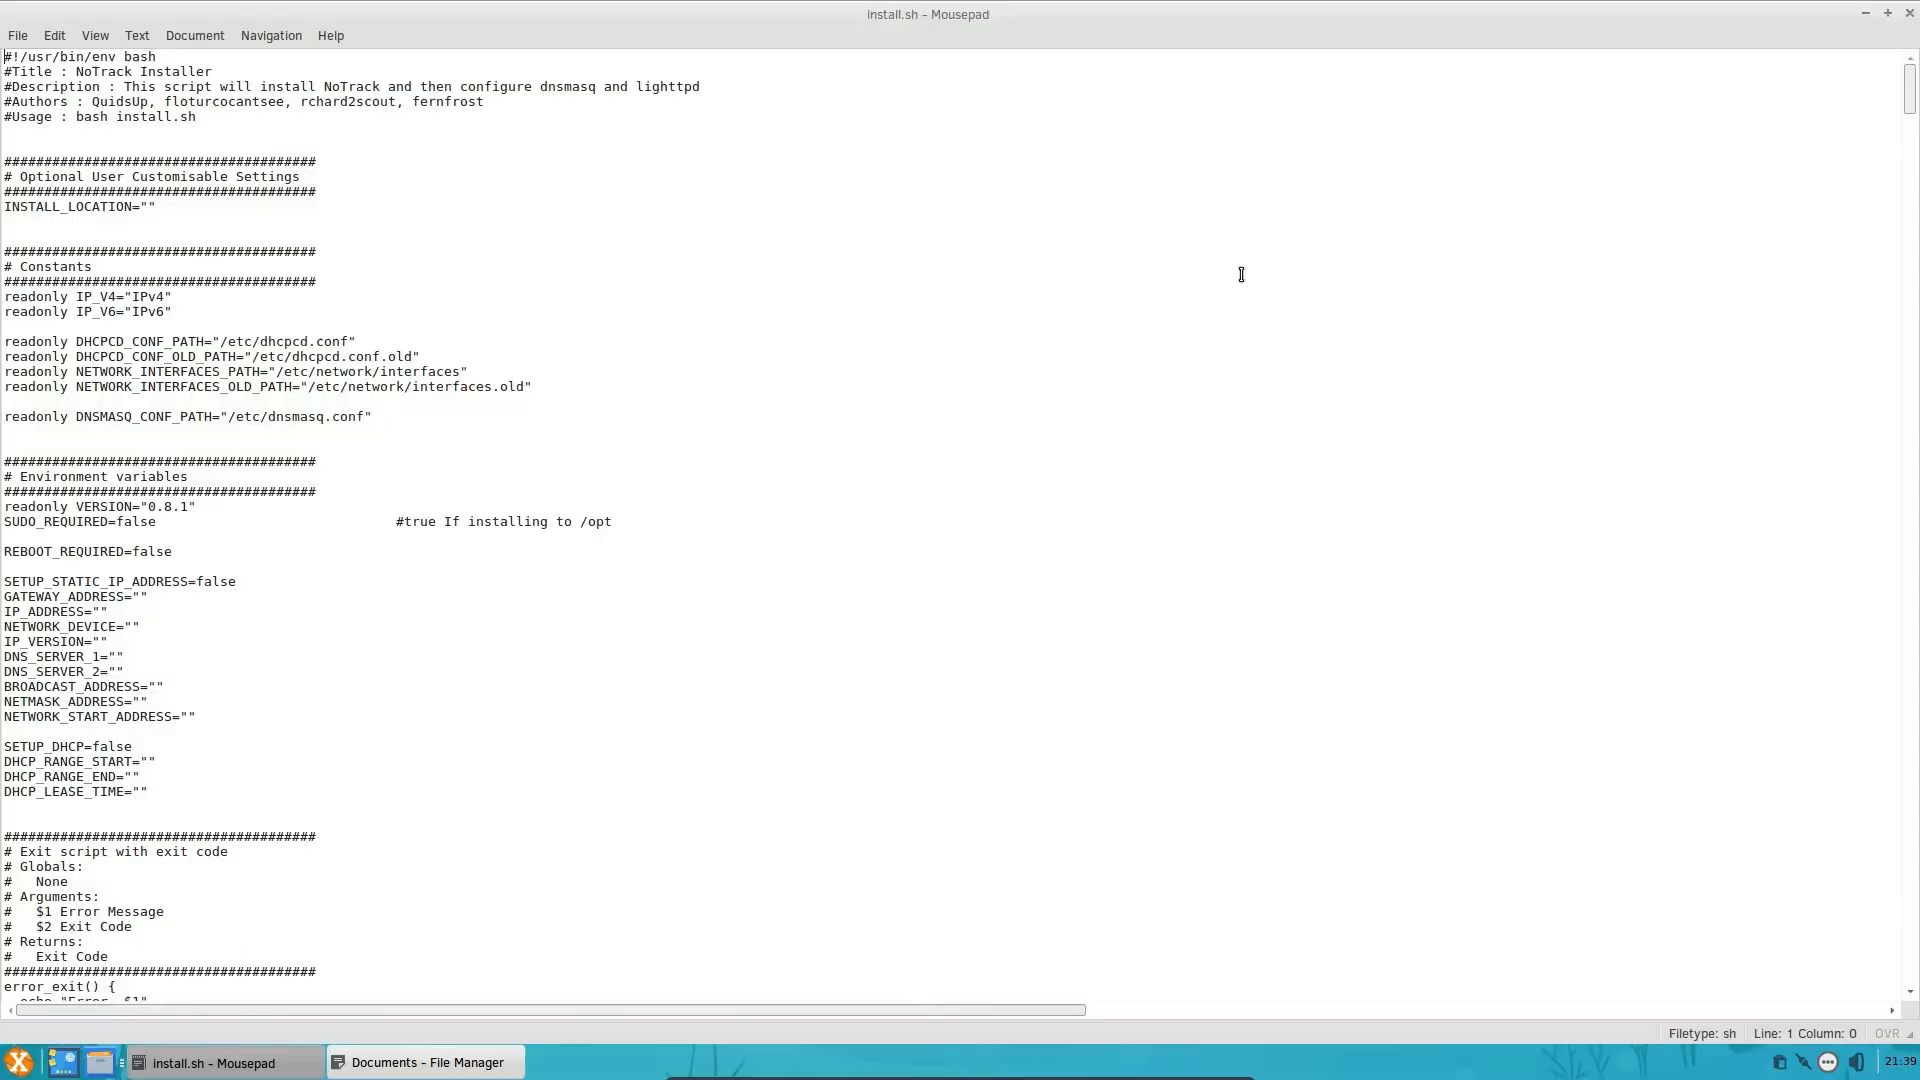 install.sh - Mousepad
File Edit View Text Document Navigation Help
#!/usr/bin/env bash
#Title : NoTrack Installer
#Description : This script will install NoTrack and then configure dnsmasq and lighttpd
#Authors : QuidsUp, floturcocantsee, rchard2scout, fernfrost
#Usage : bash install.sh
#######################################
# Optional User Customisable Settings
#######################################
INSTALL_LOCATION=""
#######################################
# Constants
#######################################
readonly IP_V4="IPv4"
readonly IP_V6="IPv6"
readonly DHCPCD_CONF_PATH="/etc/dhcpcd.conf"
readonly DHCPCD_CONF_OLD_PATH="/etc/dhcpcd.conf.old"
readonly NETWORK_INTERFACES_PATH="/etc/network/interfaces"
readonly NETWORK_INTERFACES_OLD_PATH="/etc/network/interfaces.old"
readonly DNSMASQ_CONF_PATH="/etc/dnsmasq.conf"
#######################################
# Environment variables
#######################################
readonly VERSION="0.8.1"
SUDO_REQUIRED=false #true If installing to /opt
REBOOT_REQUIRED=false
SETUP_STATIC_IP_ADDRESS=false
GATEWAY_ADDRESS=""
IP_ADDRESS=""
NETWORK_DEVICE=""
IP_VERSION=""
DNS_SERVER_1=""
DNS_SERVER_2=""
BROADCAST_ADDRESS=""
NETMASK_ADDRESS=""
NETWORK_START_ADDRESS=""
SETUP_DHCP=false
DHCP_RANGE_START=""
DHCP_RANGE_END=""
DHCP_LEASE_TIME=""
#######################################
# Exit script with exit code
# Globals:
#   None
# Arguments:
#   $1 Error Message
#   $2 Exit Code
# Returns:
#   Exit Code
#######################################
error_exit() {
echo "Error. $1"
Filetype: sh Line: 1 Column: 0 OVR
install.sh - Mousepad Documents - File Manager 21:39